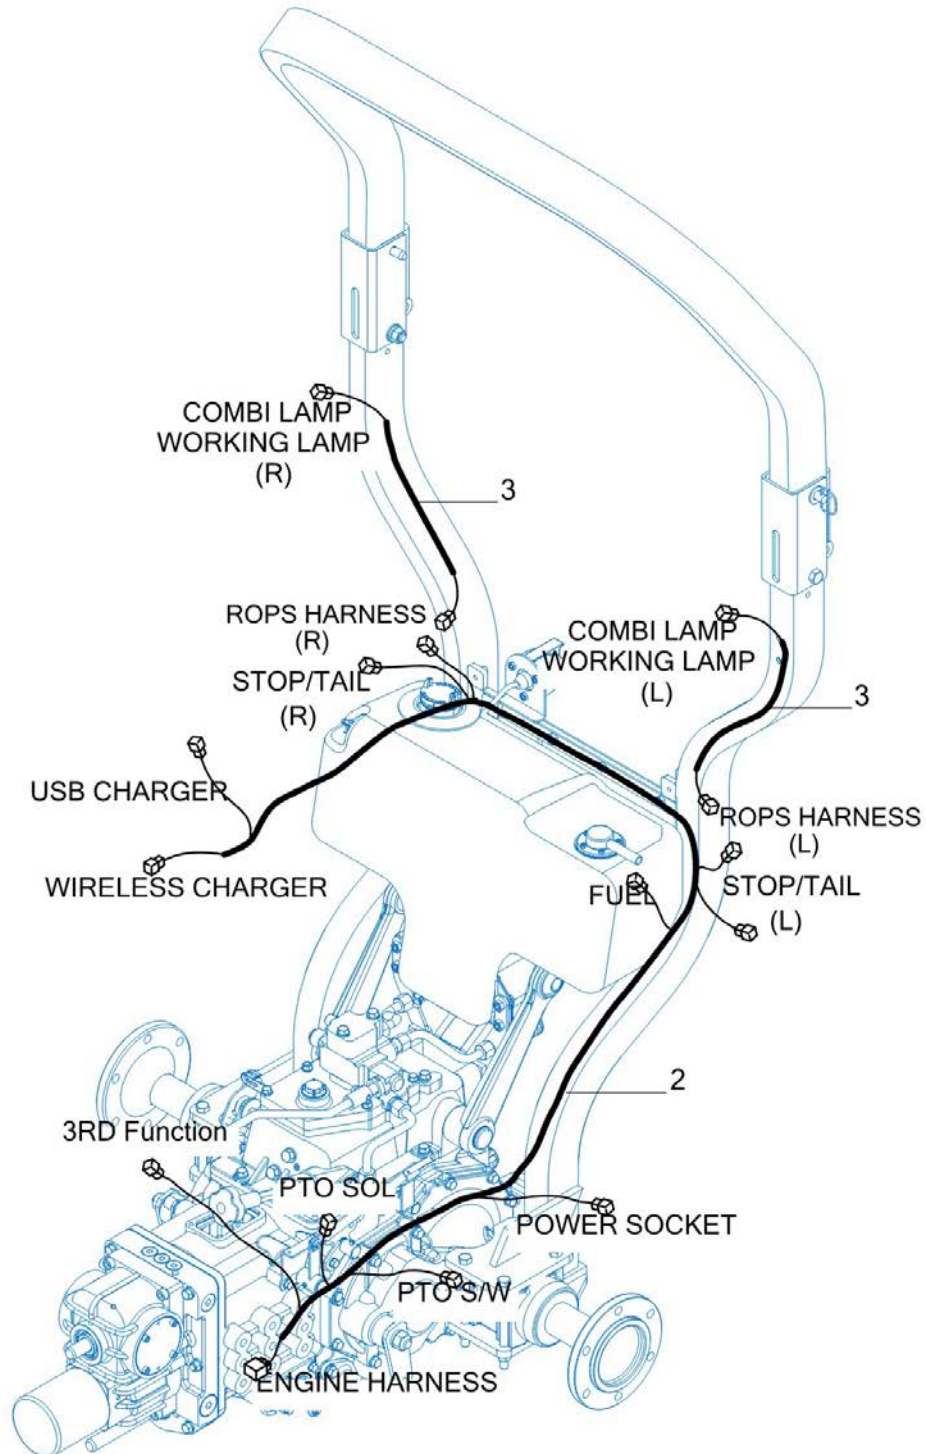 COMBI LAMP
WORKING LAMP
(R)
3
ROPS HARNESS
(R)
STOP/TAIL
(R)
COMBI LAMP
WORKING LAMP
(L)
3
USB CHARGER
WIRELESS CHARGER
ROPS HARNESS
(L)
FUEL
STOP/TAIL
(L)
2
3RD Function
PTO SOL
POWER SOCKET
PTO S/W
ENGINE HARNESS